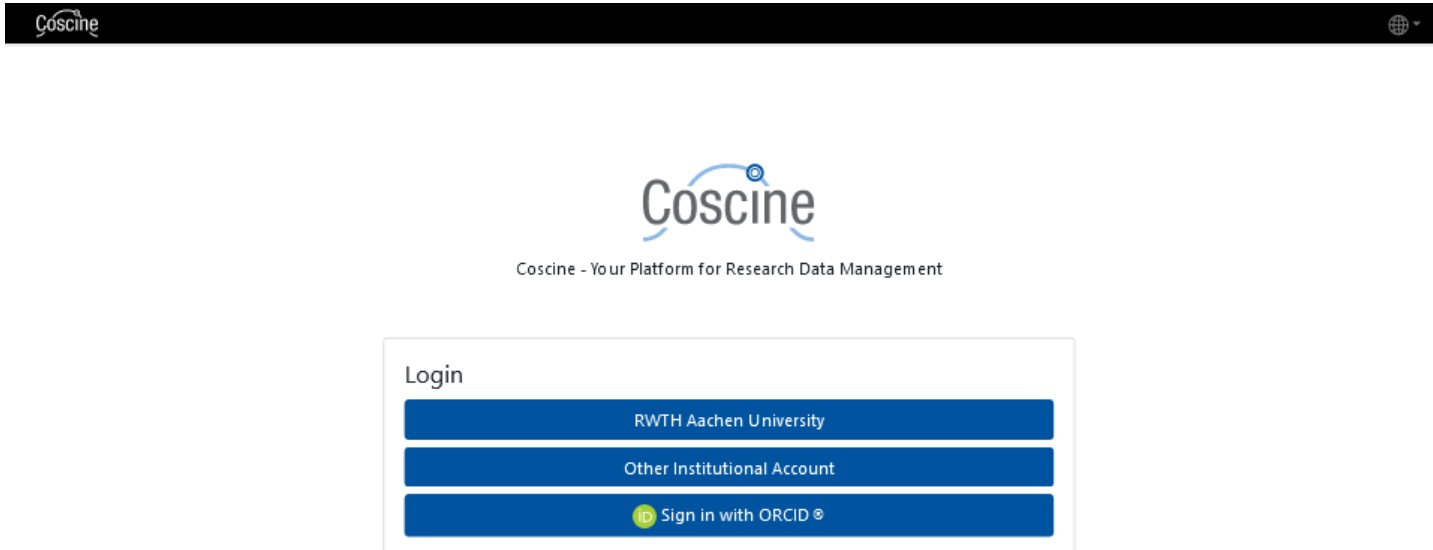 Coscine
Coscine
Coscine - Your Platform for Research Data Management
Login
RWTH Aachen University
Other Institutional Account
iD Sign in with ORCID ®